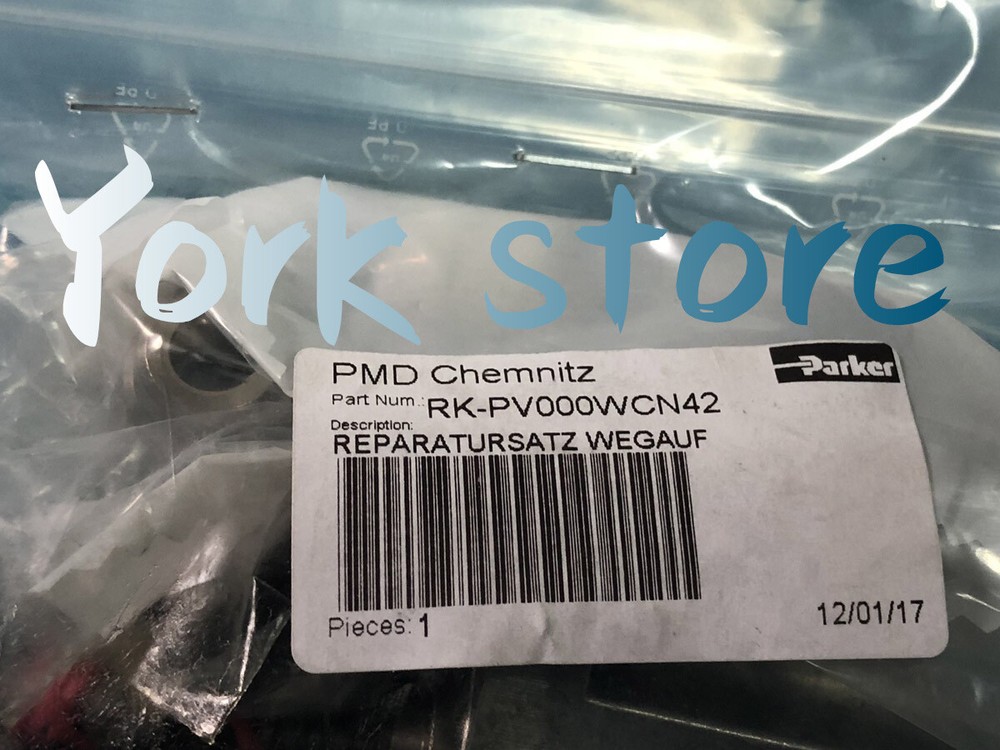 York store
PMD Chemnitz
Parker
Part Num.: RK-PV000WCN42
Description:
REPARATURSATZ WEGAUF
Pieces: 1
12/01/17